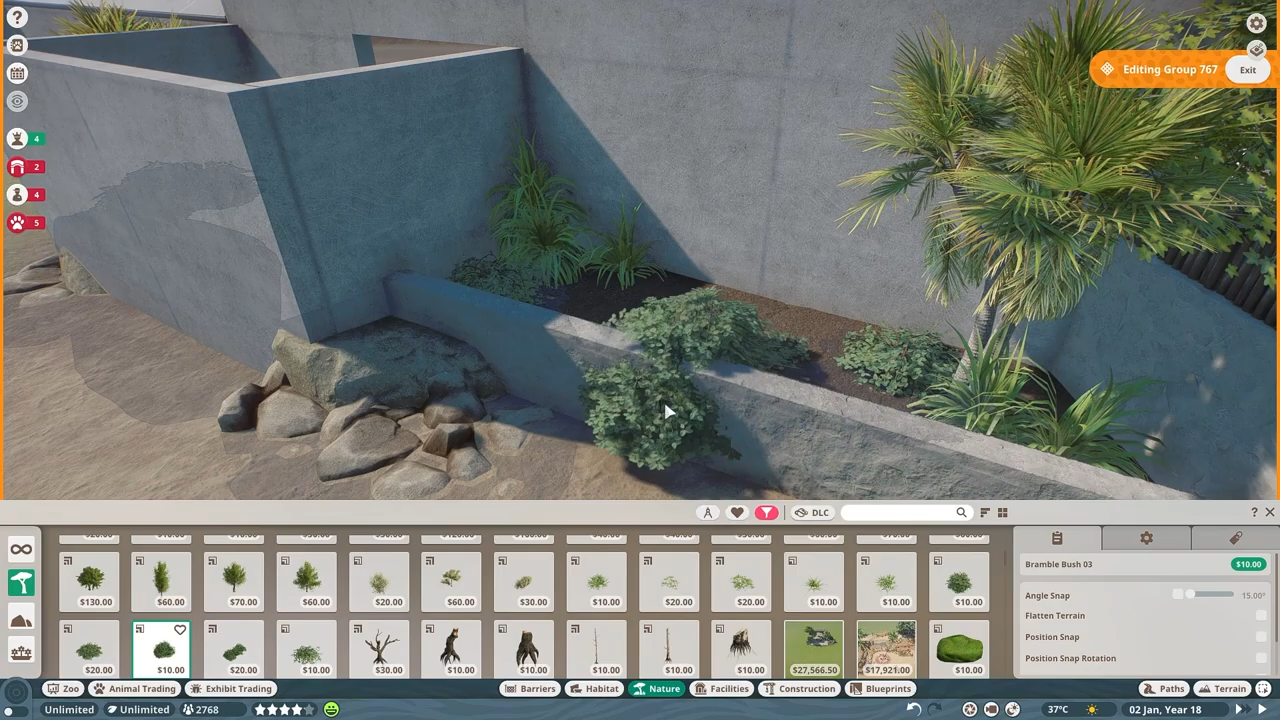 ?
Editing Group 767
Exit
4
2
4
5
DLC
? ×
Bramble Bush 03 $10.00
Angle Snap 15.00°
Flatten Terrain
Position Snap
Position Snap Rotation
$130.00 $60.00 $70.00 $60.00 $20.00 $60.00 $30.00 $10.00 $20.00 $20.00 $10.00 $10.00 $10.00
$20.00 $10.00 $20.00 $10.00 $30.00 $10.00 $10.00 $10.00 $10.00 $10.00 $27,566.50 $17,921.00 $10.00
Zoo Animal Trading Exhibit Trading Barriers Habitat Nature Facilities Construction Blueprints Paths Terrain
Unlimited Unlimited 2768 37°C 02 Jan, Year 18